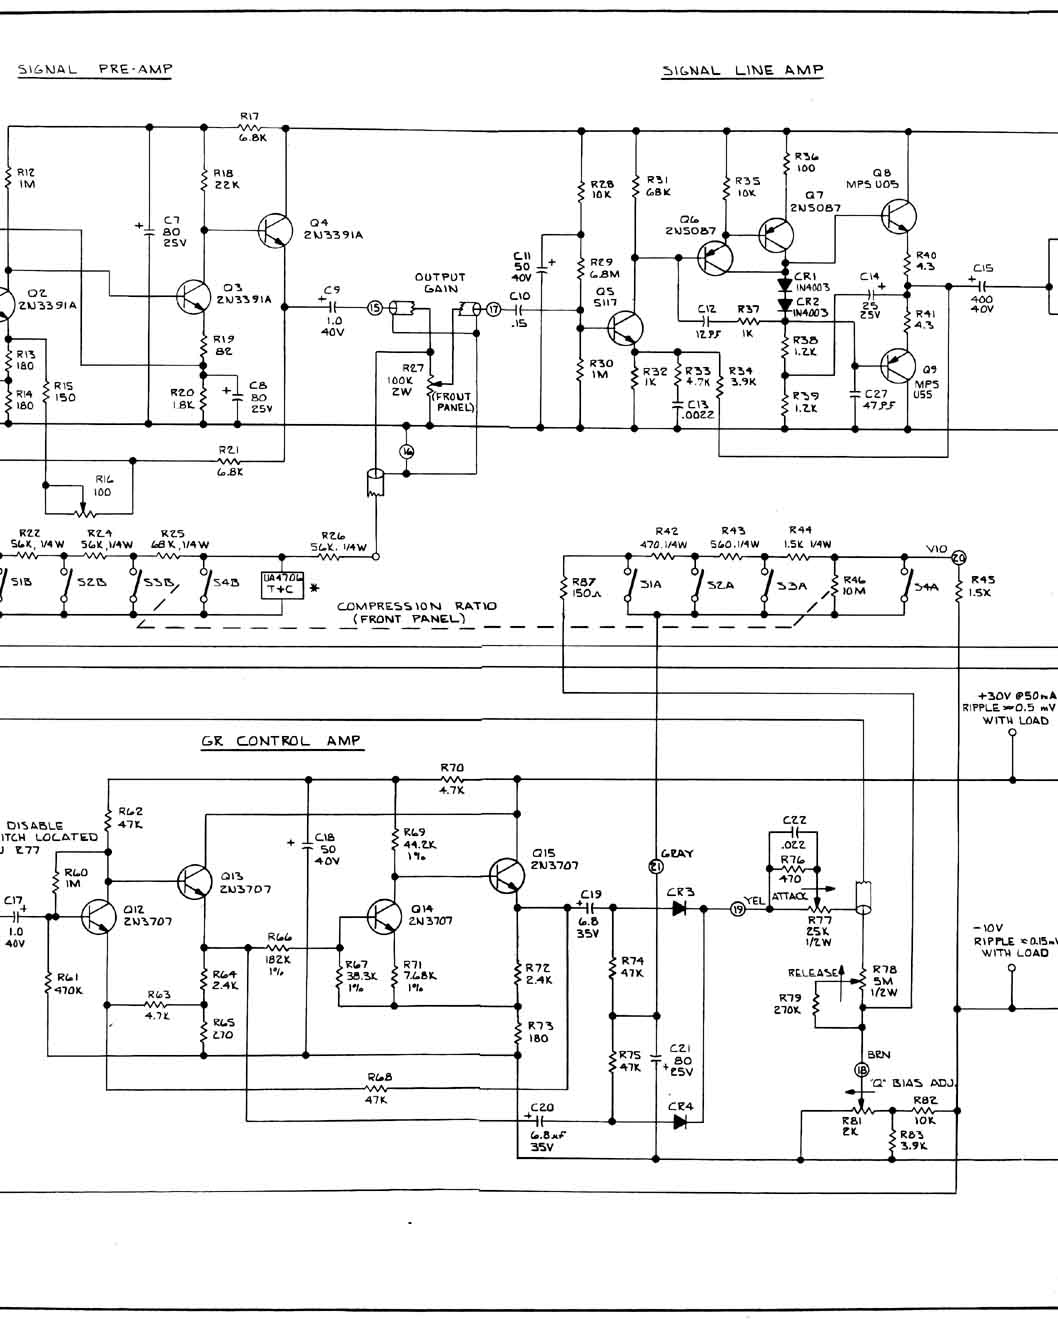 SIGNAL PRE-AMP
SIGNAL LINE AMP
R17
6.8K
R12
1M
R18
22K
C7
80
25V
Q4
2N3391A
Q2
2N3391A
Q3
2N3391A
R13
180
R14
180
R15
150
R19
82
R20
1.8K
C8
80
25V
R16
100
R21
6.8K
C9
1.0
40V
15
OUTPUT
GAIN
17
R27
100K
2W
(FRONT
PANEL)
16
C11
50
40V
C10
.15
R28
10K
R29
6.8M
Q5
5117
R30
1M
R31
68K
R32
1K
R33
4.7K
C13
.0022
R34
3.9K
Q6
2N5087
R35
10K
R36
100
Q7
2N5087
C12
12PF
R37
1K
CR1
1N4003
CR2
1N4003
R38
1.2K
R39
1.2K
C14
25
25V
C27
47PF
Q8
MPS U05
R40
4.3
R41
4.3
Q9
MPS
U55
C15
400
40V
R22
56K, 1/4W
R24
56K, 1/4W
R25
68K, 1/4W
R26
56K, 1/4W
S1B
S2B
S3B
S4B
UA4706
T+C
*
COMPRESSION RATIO
(FRONT PANEL)
R87
150Ω
R42
470.1/4W
R43
560.1/4W
R44
1.5K 1/4W
S1A
S2A
S3A
R46
10M
S4A
VIO
20
R45
1.5K
+30V @50mA
RIPPLE ≈0.5 mV
WITH LOAD
GR CONTROL AMP
R70
4.7K
DISABLE
ITCH LOCATED
R77
R62
47K
R60
1M
C17
1.0
40V
Q12
2N3707
Q13
2N3707
R61
470K
R63
4.7K
R64
2.4K
R65
270
C18
50
40V
R66
182K
1%
R67
38.3K
1%
R69
44.2K
1%
Q14
2N3707
R71
7.68K
1%
Q15
2N3707
R72
2.4K
R73
180
R68
47K
C19
6.8
35V
C20
6.8µF
35V
R74
47K
R75
47K
21
GRAY
C21
80
25V
CR3
CR4
19
YEL
C22
.022
R76
470
ATTACK
R77
25K
1/2W
RELEASE
R78
5M
1/2W
R79
270K
BRN
18
"Q" BIAS ADJ.
R81
2K
R82
10K
R83
3.9K
-10V
RIPPLE ≈0.15m
WITH LOAD